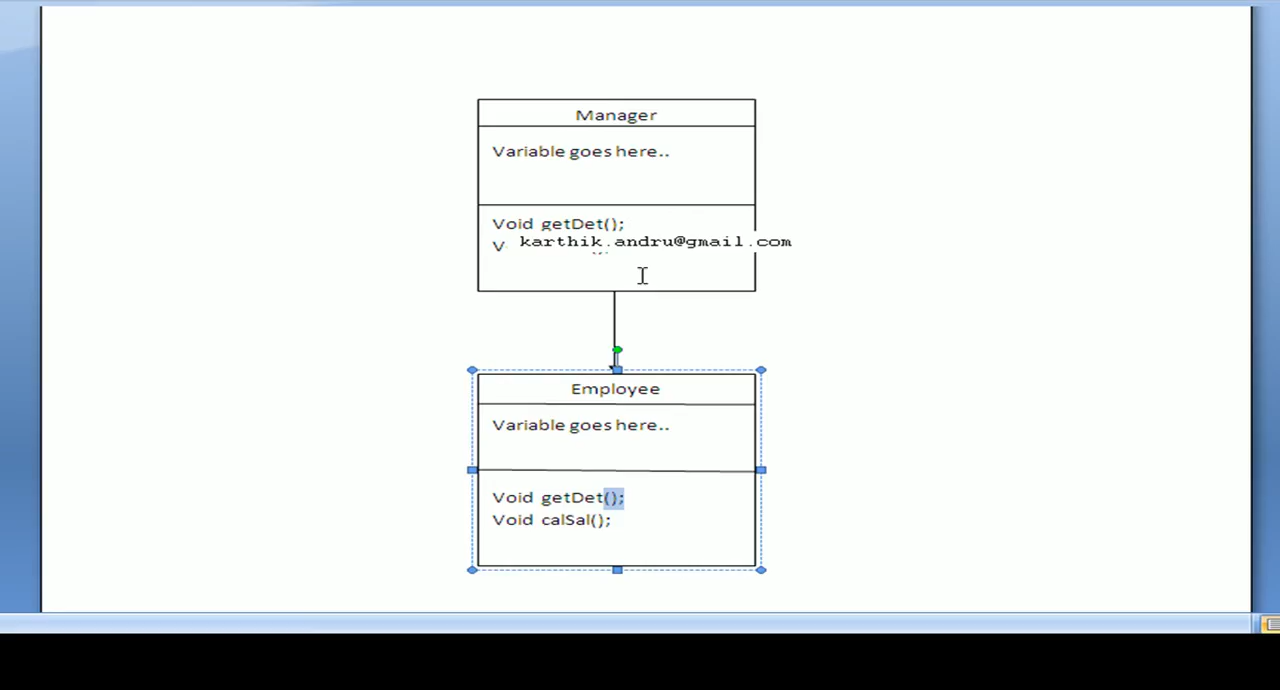 Manager
Variable goes here..
Void getDet();
V
karthik.andru@gmail.com
Employee
Variable goes here..
Void getDet();
Void calSal();